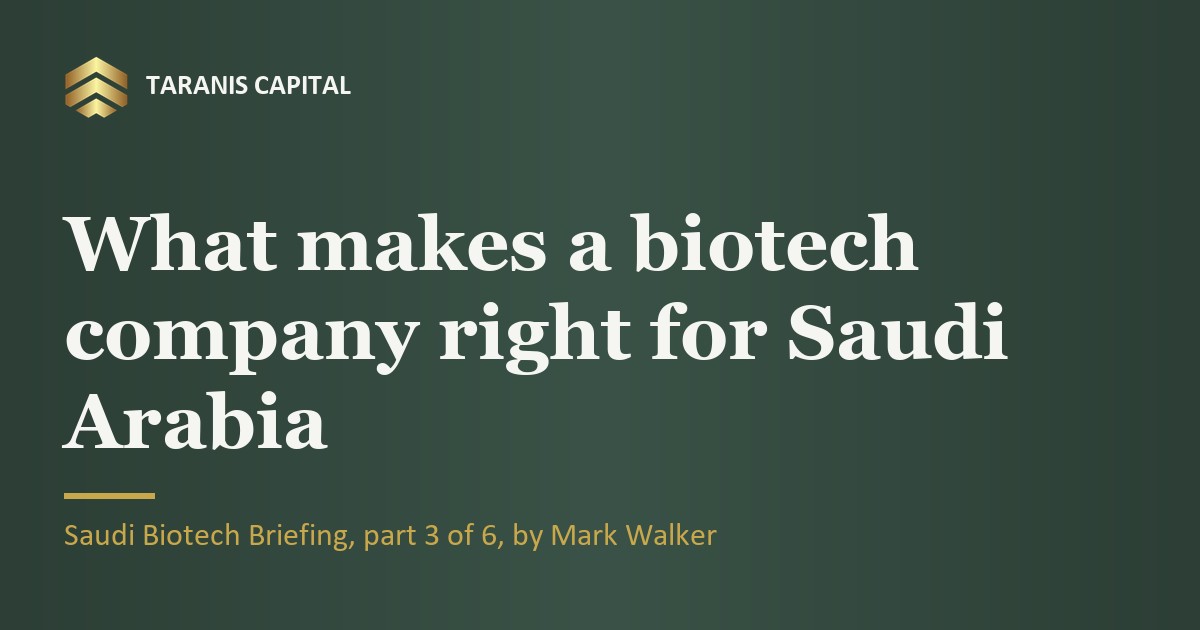 TARANIS CAPITAL
What makes a biotech
company right for Saudi
Arabia
Saudi Biotech Briefing, part 3 of 6, by Mark Walker